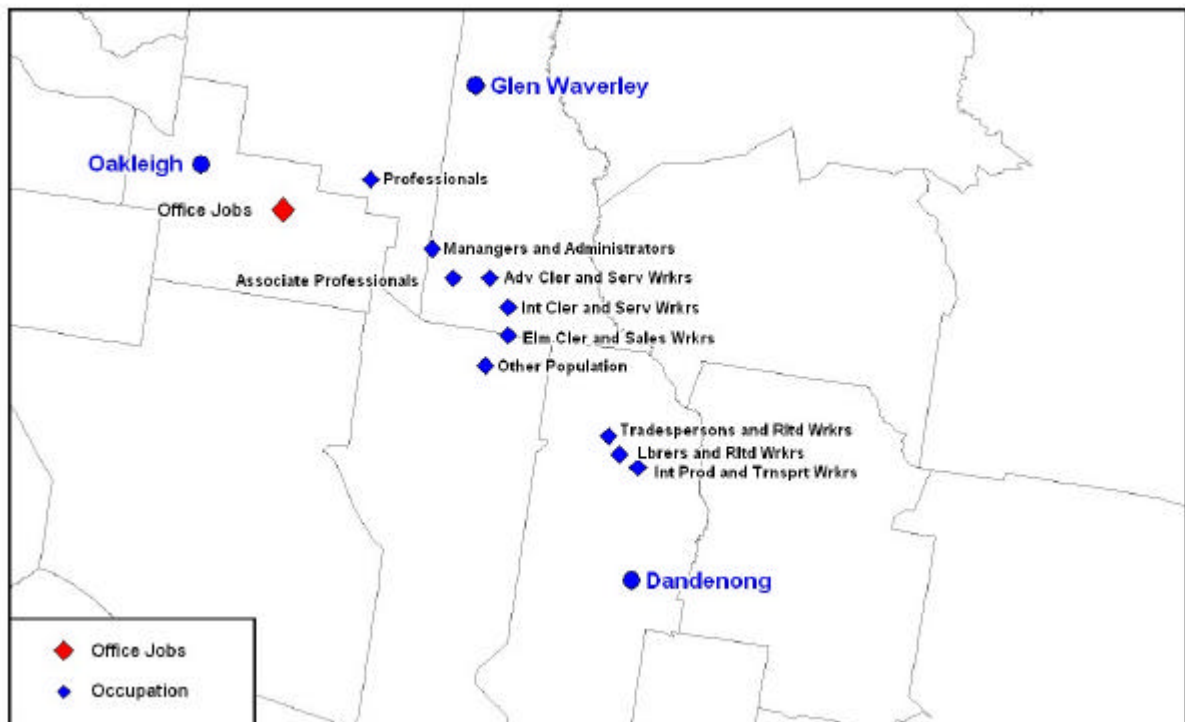 Glen Waverley
Oakleigh
Professionals
Office Jobs
Manangers and Administrators
Associate Professionals
Adv Cler and Serv Wrkrs
Int Cler and Serv Wrkrs
Elm Cler and Sales Wrkrs
Other Population
Tradespersons and Rltd Wrkrs
Lbrers and Rltd Wrkrs
Int Prod and Trnsprt Wrkrs
Dandenong
Office Jobs
Occupation